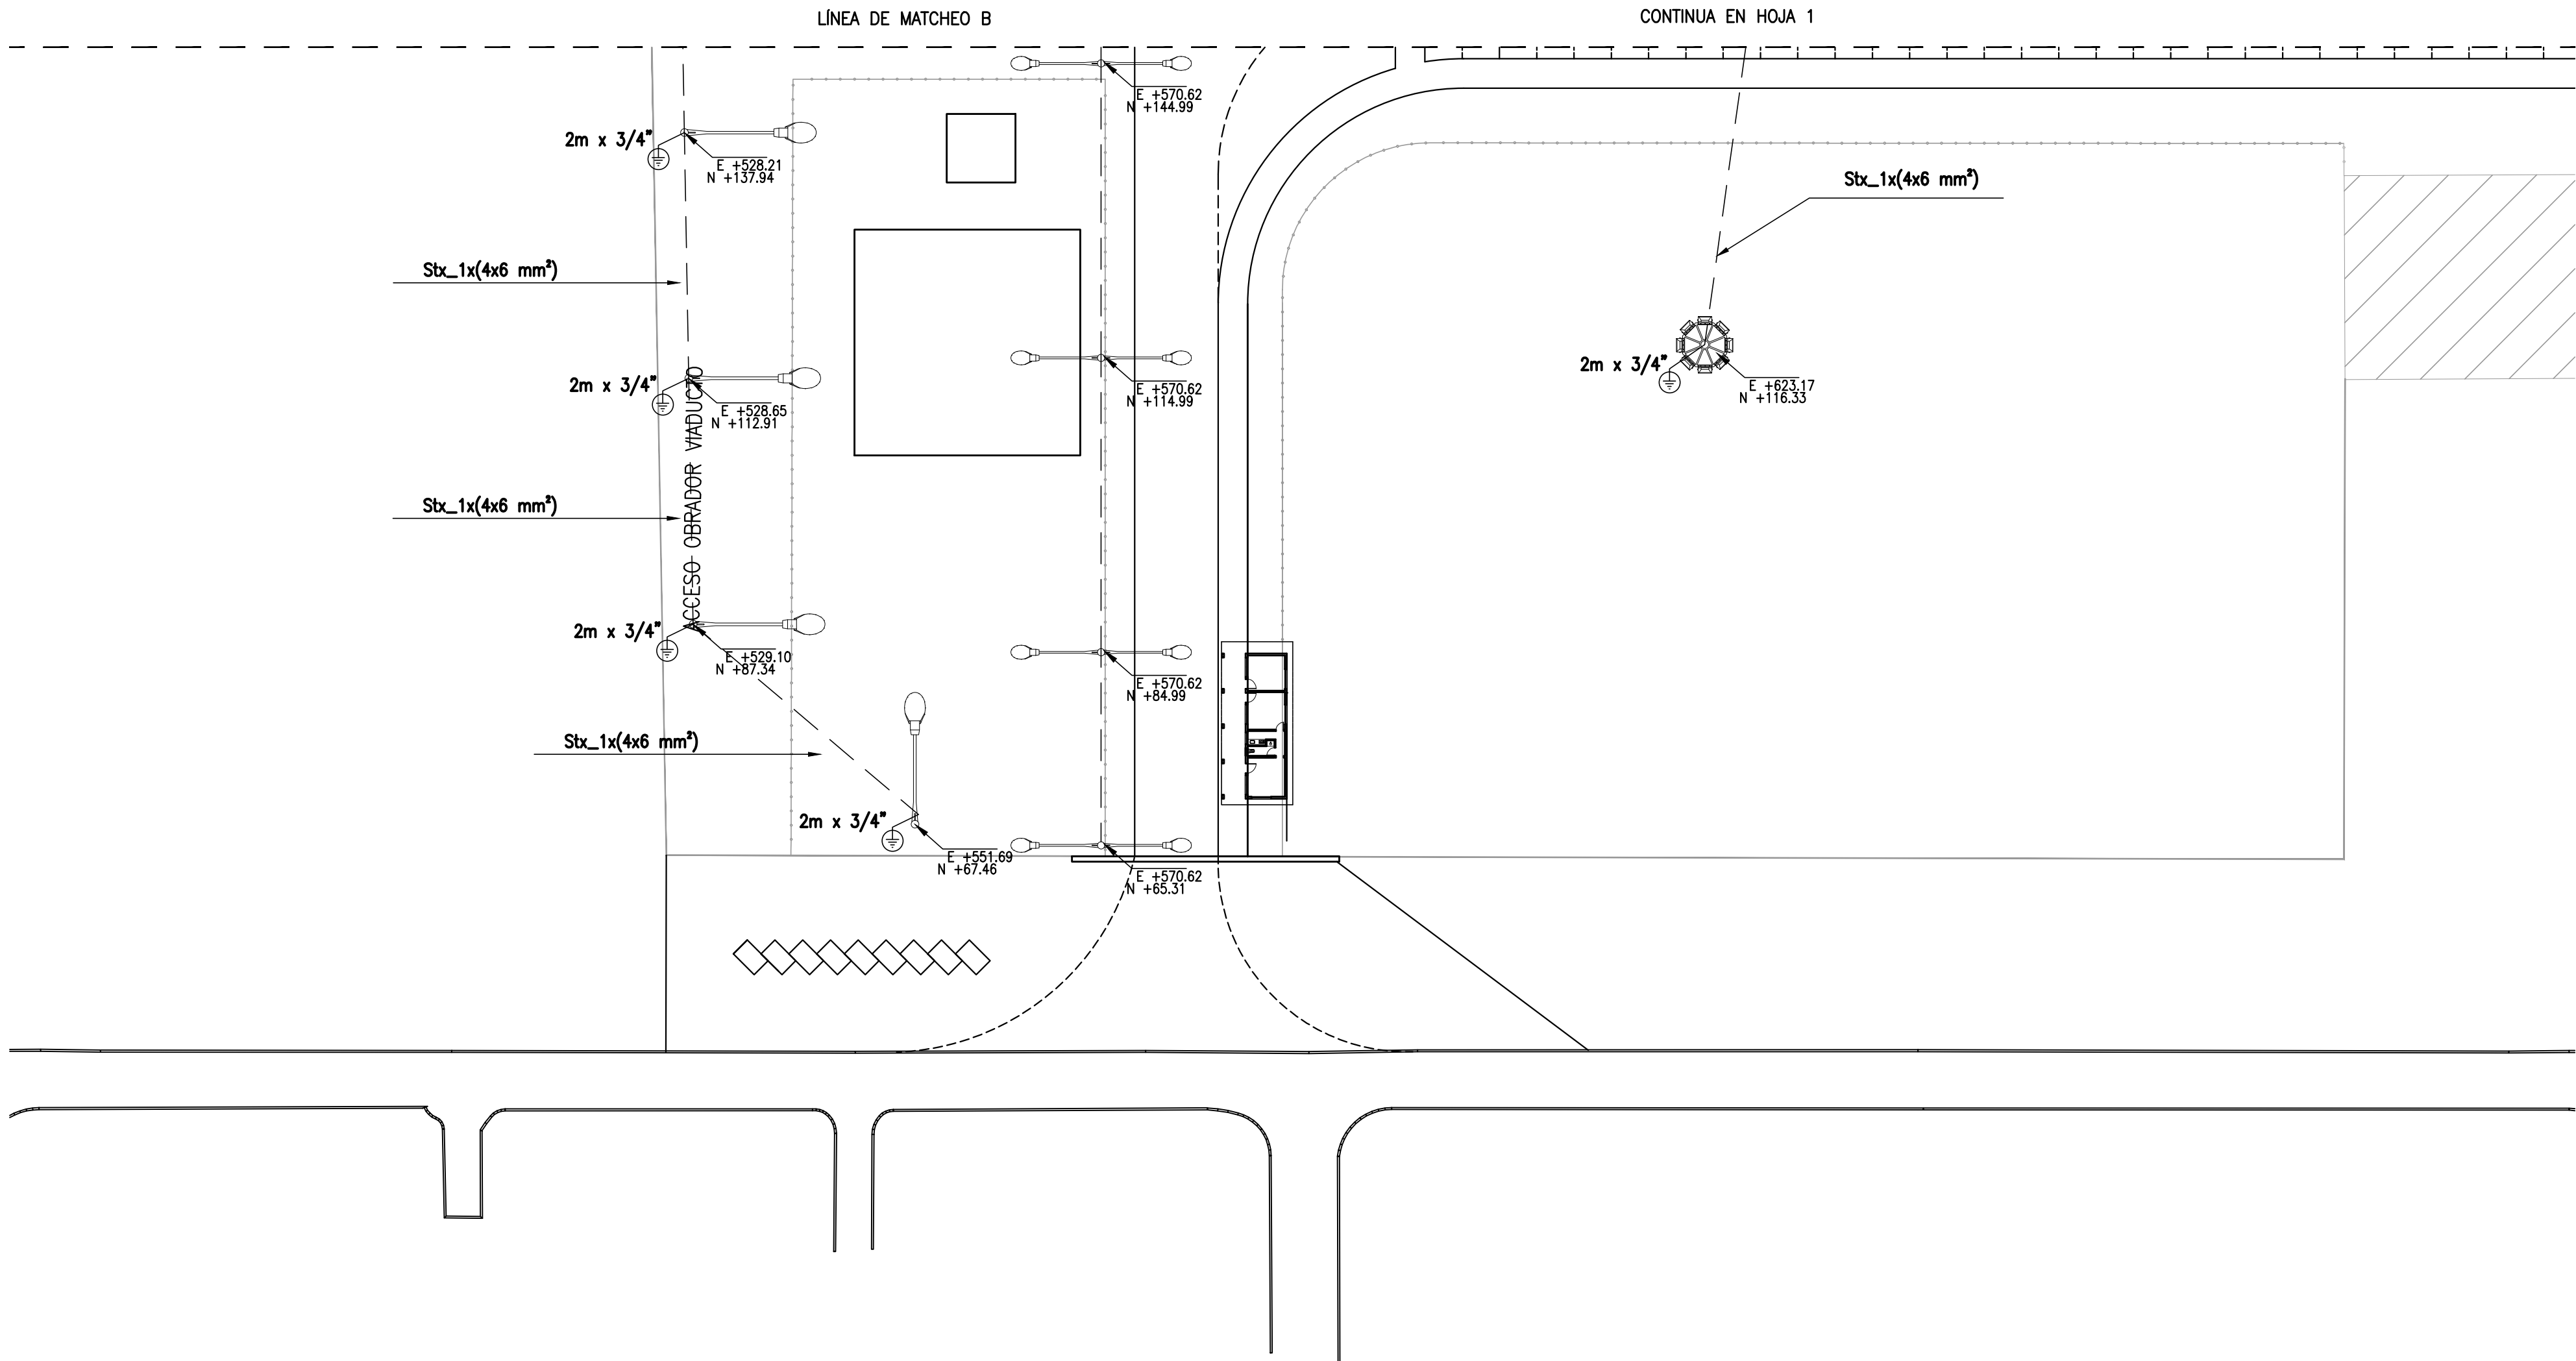 LÍNEA DE MATCHEO B
CONTINUA EN HOJA 1
E +570.62
N +144.99
2m x 3/4"
E +528.21
N +137.94
Stx_1x(4x6 mm²)
Stx_1x(4x6 mm²)
E +570.62
N +114.99
2m x 3/4"
E +623.17
N +116.33
2m x 3/4"
E +528.65
N +112.91
ACCESO OBRADOR VIADUCTO
Stx_1x(4x6 mm²)
2m x 3/4"
E +529.10
N +87.34
E +570.62
N +84.99
Stx_1x(4x6 mm²)
2m x 3/4"
E +551.69
N +67.46
E +570.62
N +65.31